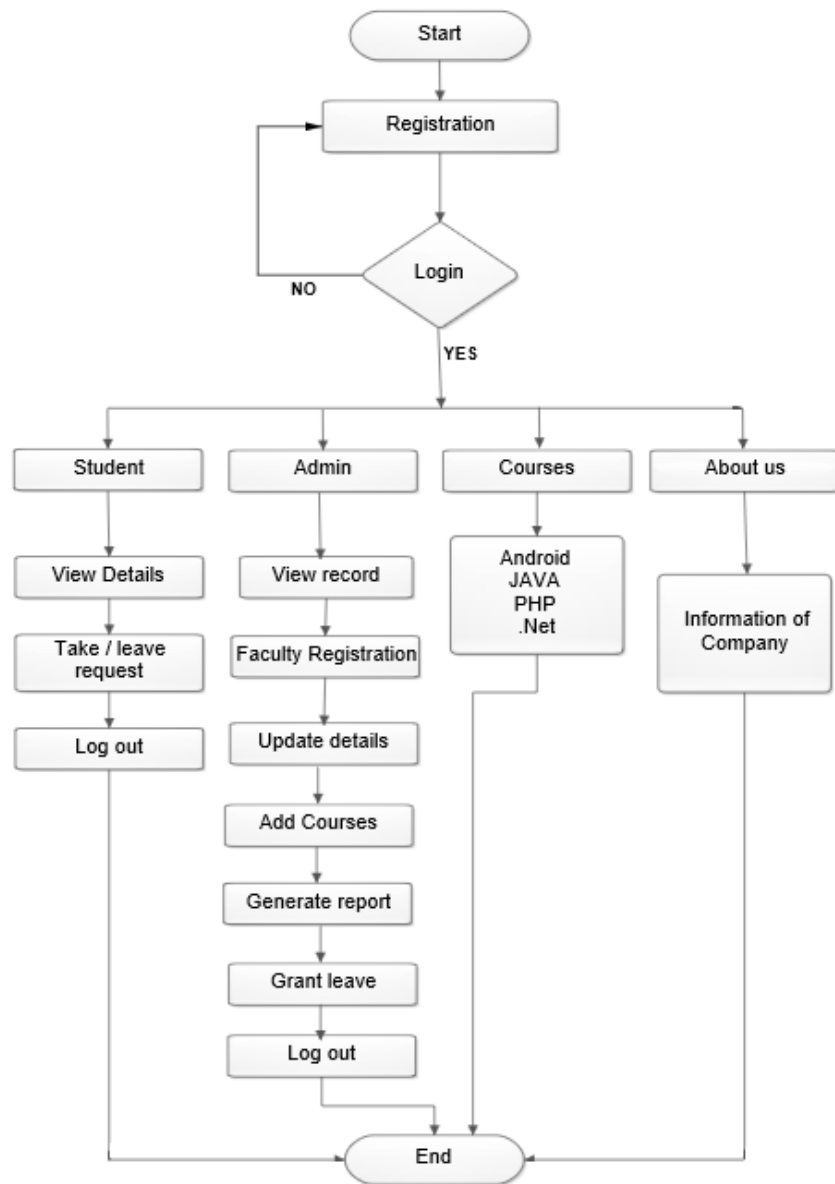 Start
Registration
Login
NO
YES
Student
Admin
Courses
About us
View Details
View record
Android
JAVA
PHP
.Net
Information of
Company
Take / leave
request
Faculty Registration
Log out
Update details
Add Courses
Generate report
Grant leave
Log out
End